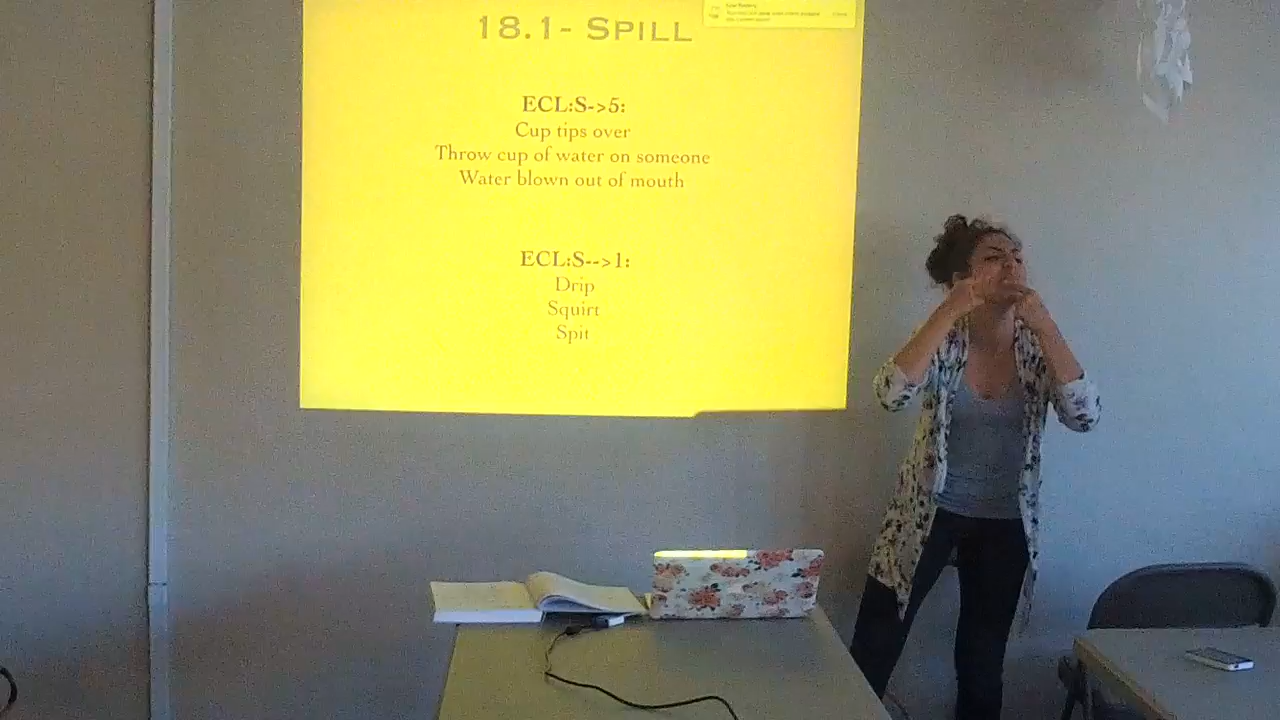 18.1- SPILL
ECL:S->5:
Cup tips over
Throw cup of water on someone
Water blown out of mouth
ECL:S-->1:
Drip
Squirt
Spit